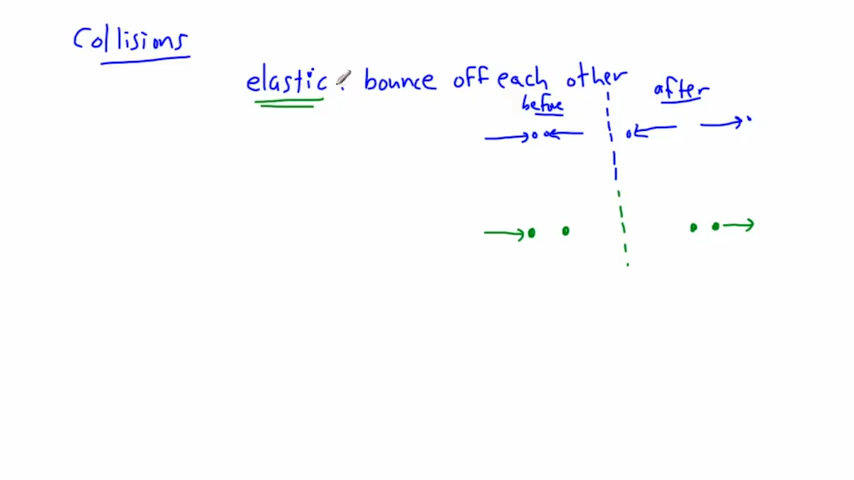 Collisions
elastic: bounce off each other
before
after